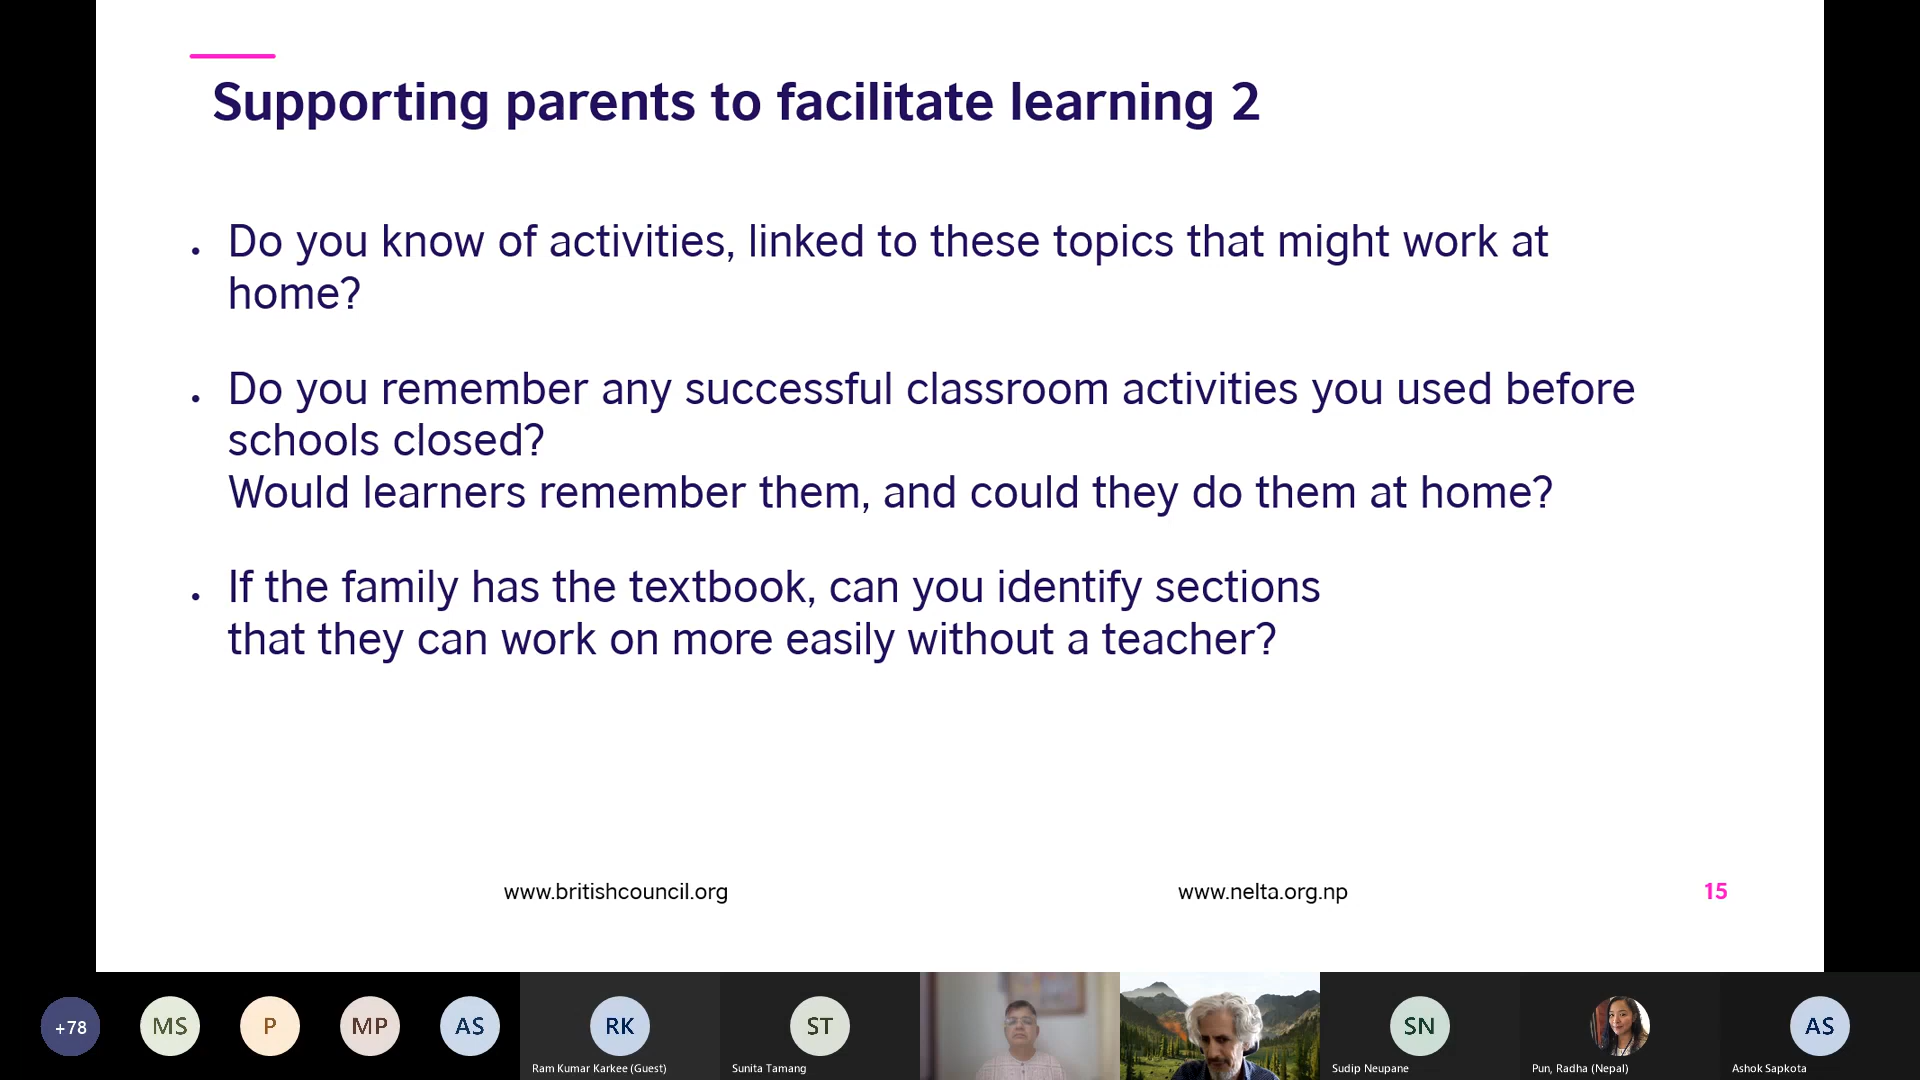 Supporting parents to facilitate learning 2
. Do you know of activities, linked to these topics that might work at
home?
. Do you remember any successful classroom activities you used before
schools closed?
Would learners remember them, and could they do them at home?
. If the family has the textbook, can you identify sections
that they can work on more easily without a teacher?
www.britishcouncil.org
www.nelta.org.np
15
+78
MS
P
MP
AS
RK
Ram Kumar Karkee (Guest)
ST
Sunita Tamang
SN
Sudip Neupane
Pun, Radha (Nepal)
AS
Ashok Sapkota